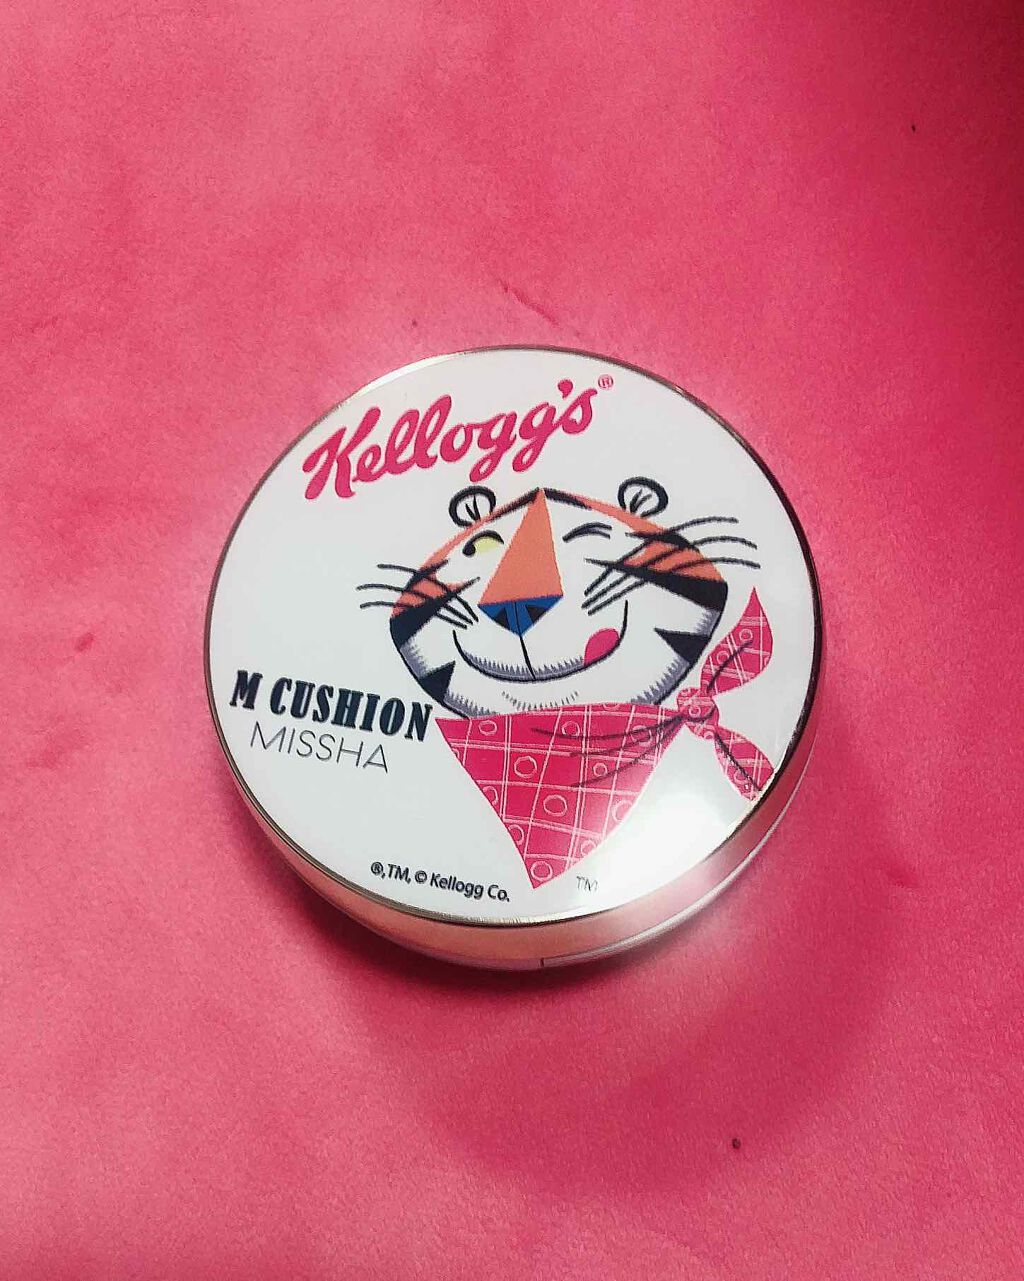 Kellogg's®
M CUSHION
MISSHA
®,TM, © Kellogg Co.
TM